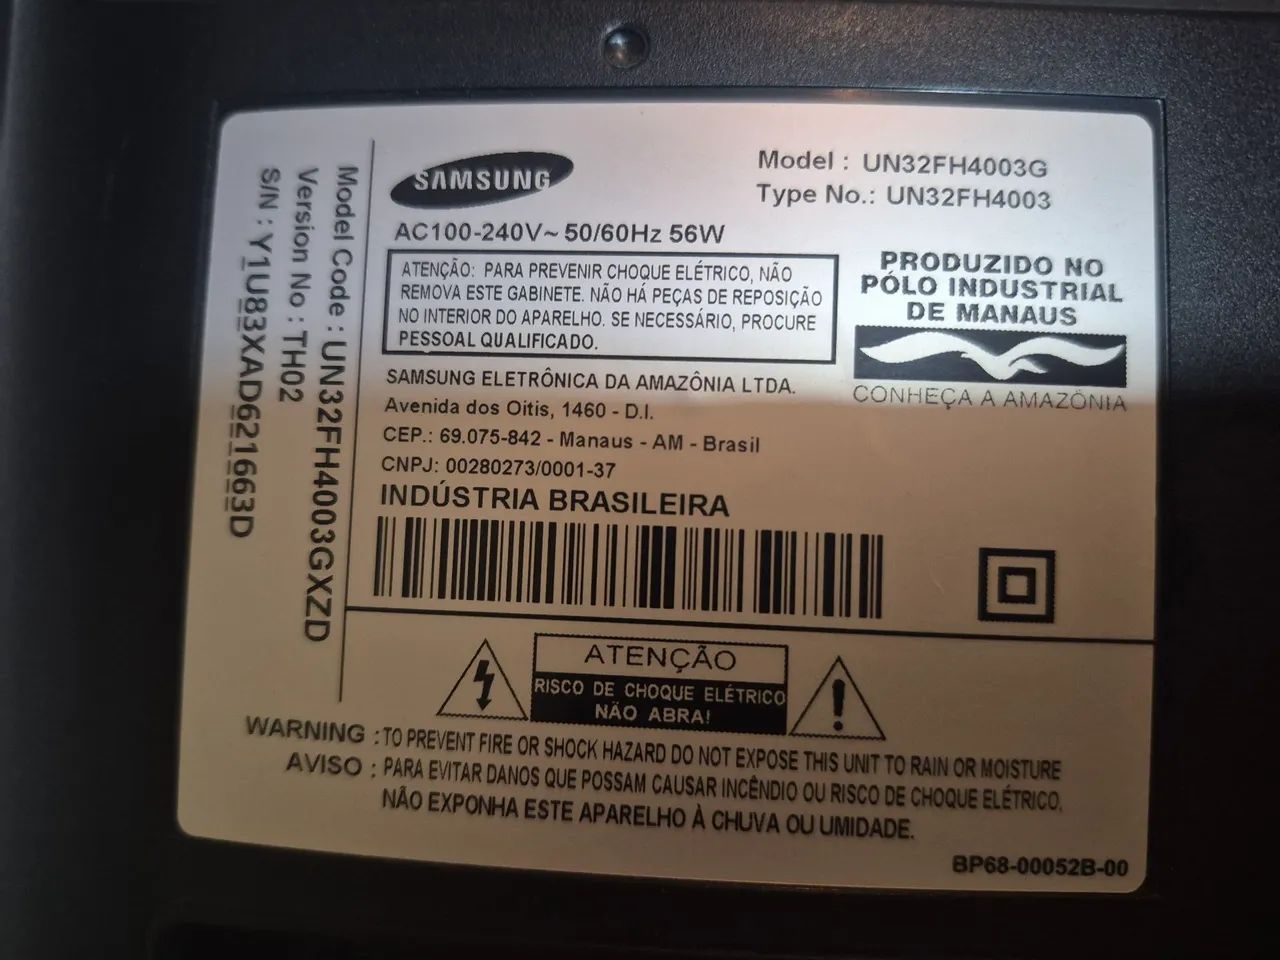 SAMSUNG
Model : UN32FH4003G
Type No.: UN32FH4003
AC100-240V~ 50/60Hz 56W
ATENÇÃO: PARA PREVENIR CHOQUE ELÉTRICO, NÃO
REMOVA ESTE GABINETE. NÃO HÁ PEÇAS DE REPOSIÇÃO
NO INTERIOR DO APARELHO. SE NECESSÁRIO, PROCURE
PESSOAL QUALIFICADO.
PRODUZIDO NO
PÓLO INDUSTRIAL
DE MANAUS
CONHEÇA A AMAZÔNIA
SAMSUNG ELETRÔNICA DA AMAZÔNIA LTDA.
Avenida dos Oitis, 1460 - D.I.
CEP.: 69.075-842 - Manaus - AM - Brasil
CNPJ: 00280273/0001-37
INDÚSTRIA BRASILEIRA
Model Code : UN32FH4003GXZD
Version No : TH02
S/N : Y1U83XAD621663D
ATENÇÃO
RISCO DE CHOQUE ELÉTRICO
NÃO ABRA!
WARNING : TO PREVENT FIRE OR SHOCK HAZARD DO NOT EXPOSE THIS UNIT TO RAIN OR MOISTURE
AVISO : PARA EVITAR DANOS QUE POSSAM CAUSAR INCÊNDIO OU RISCO DE CHOQUE ELÉTRICO,
NÃO EXPONHA ESTE APARELHO À CHUVA OU UMIDADE.
BP68-00052B-00